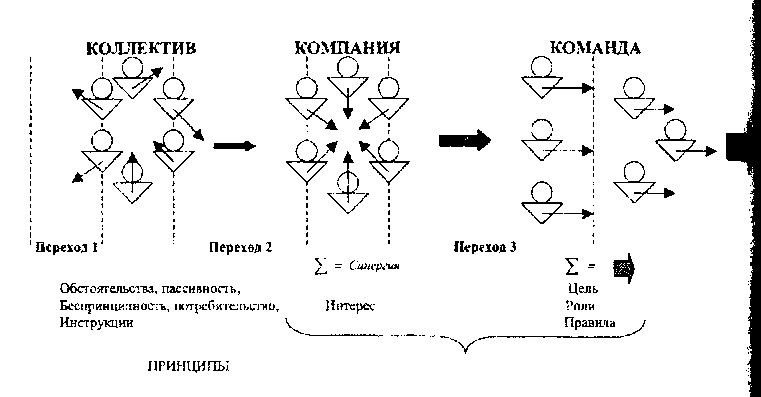 КОЛЛЕКТИВ КОМПАНИЯ КОМАНДА
Переход 1 Переход 2 Переход 3
∑ = Синергия ∑ =
Обстоятельства, пассивность, Цель
Беспринципность, потребительство, Интерес Роли
Инструкции Правила
ПРИНЦИПЫ